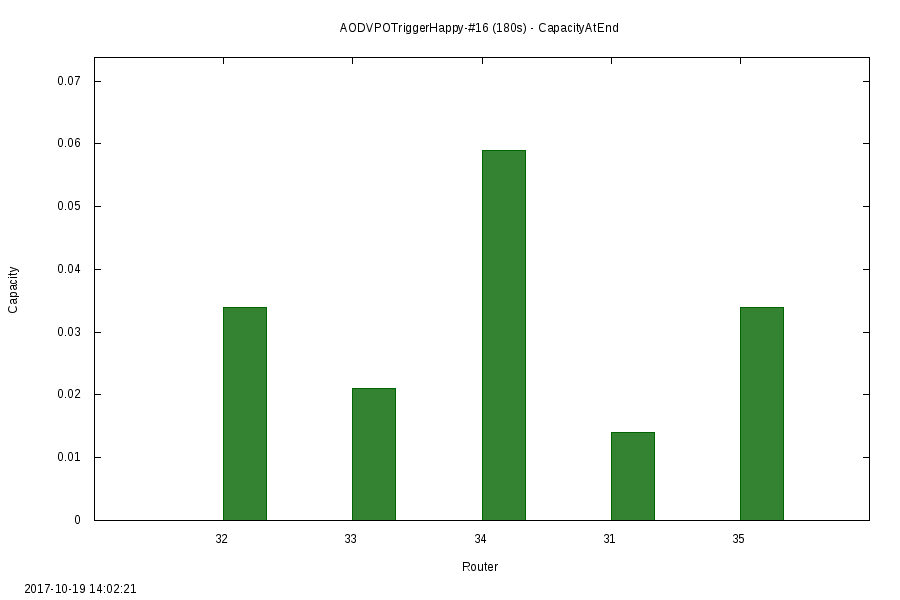 AODVPOTriggerHappy-#16 (180s) - CapacityAtEnd
0.07
0.06
0.05
0.04
0.03
0.02
0.01
0
Capacity
32 33 34 31 35
Router
2017-10-19 14:02:21